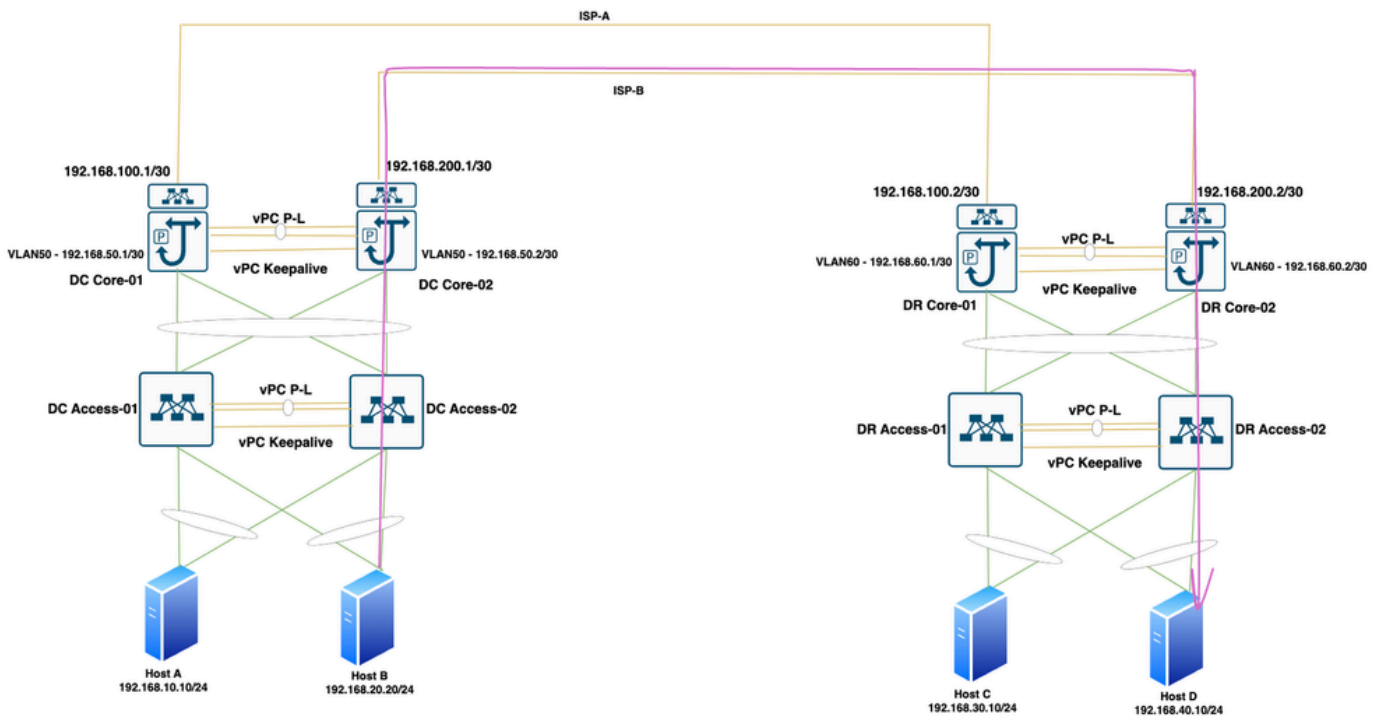 ISP-A
ISP-B
192.168.100.1/30
192.168.200.1/30
vPC P-L
P
P
VLAN50 - 192.168.50.1/30
VLAN50 - 192.168.50.2/30
vPC Keepalive
DC Core-01
DC Core-02
vPC P-L
DC Access-01
DC Access-02
vPC Keepalive
Host A
192.168.10.10/24
Host B
192.168.20.20/24
192.168.100.2/30
192.168.200.2/30
vPC P-L
P
P
VLAN60 - 192.168.60.1/30
VLAN60 - 192.168.60.2/30
vPC Keepalive
DR Core-01
DR Core-02
vPC P-L
DR Access-01
DR Access-02
vPC Keepalive
Host C
192.168.30.10/24
Host D
192.168.40.10/24